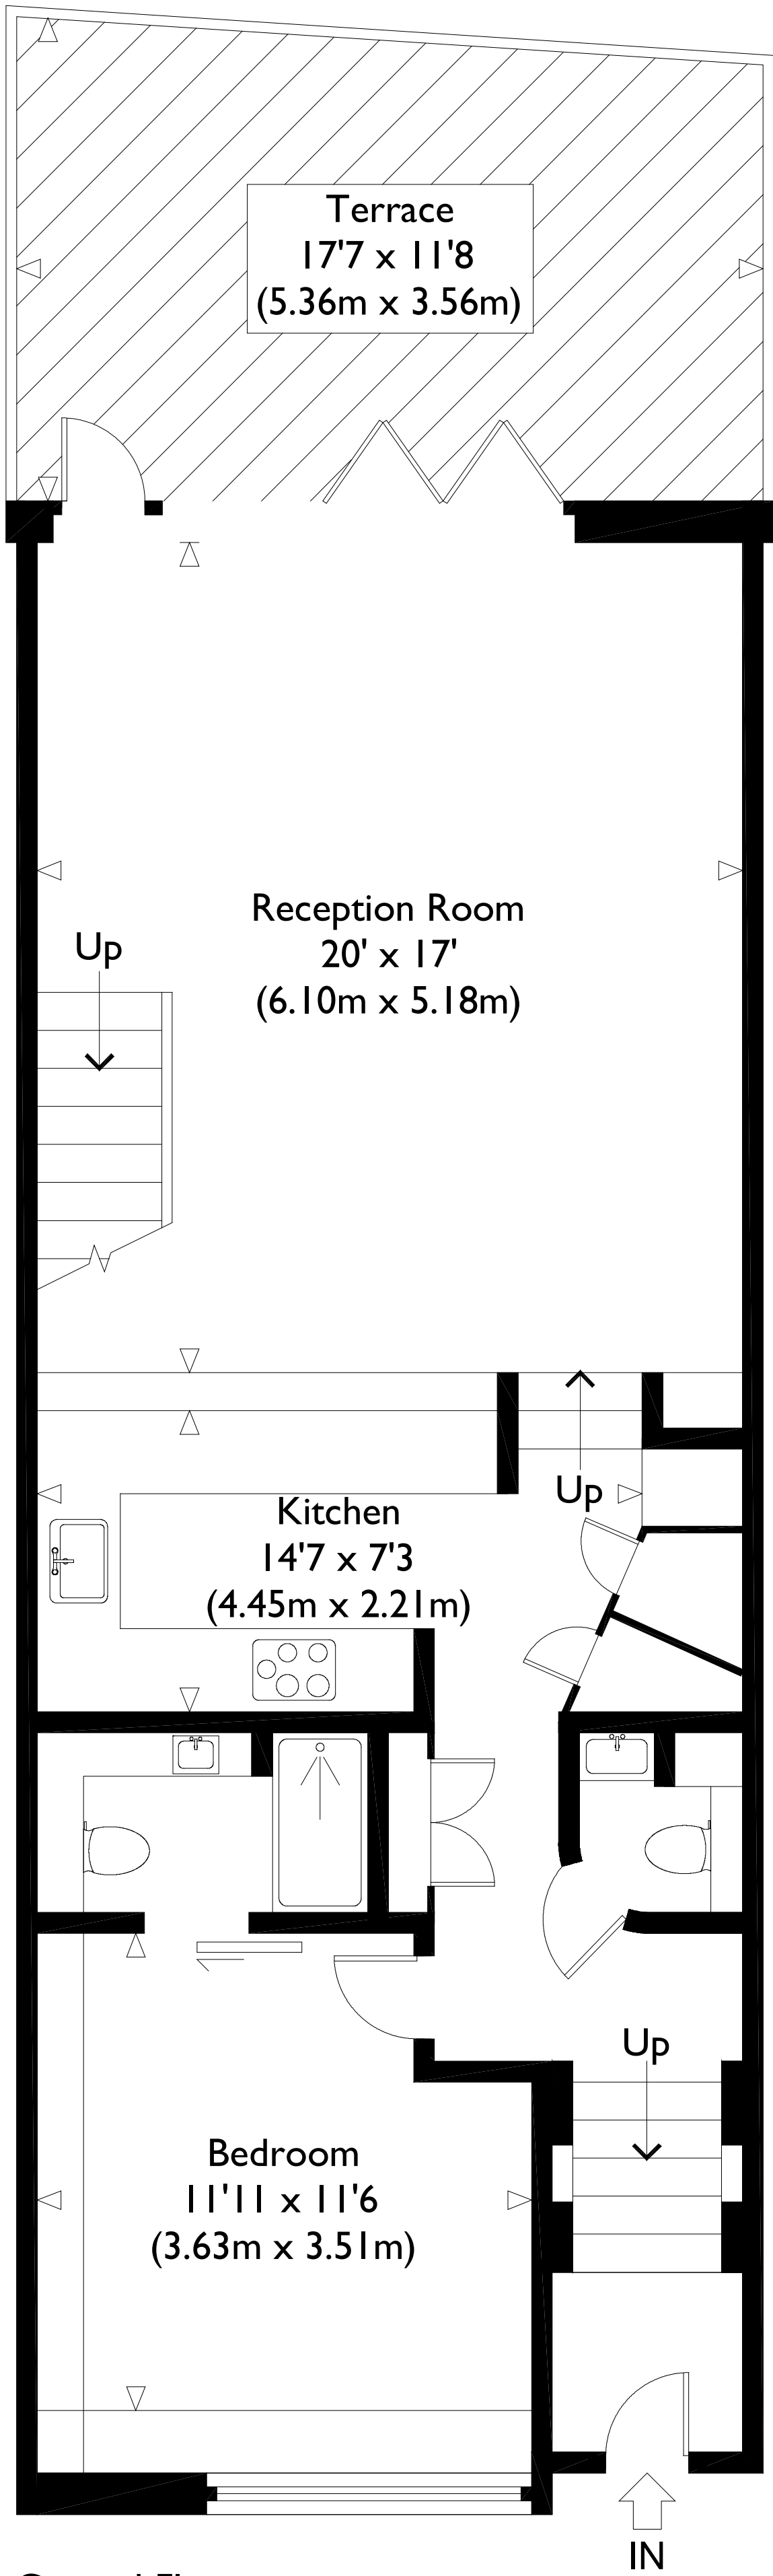 Terrace
17'7 x 11'8
(5.36m x 3.56m)
Reception Room
20' x 17'
(6.10m x 5.18m)
Up
Up
Kitchen
14'7 x 7'3
(4.45m x 2.21m)
Up
Bedroom
11'11 x 11'6
(3.63m x 3.51m)
IN